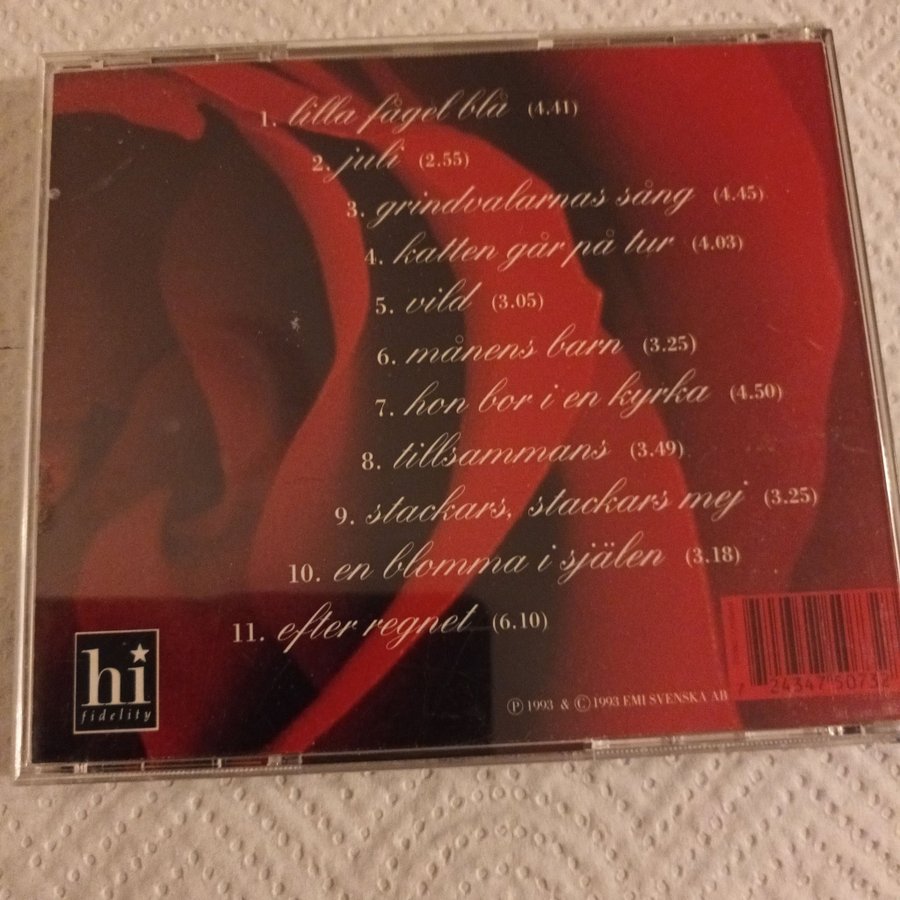 1. lilla fågel blå (4.41)
2. juli (2.55)
3. grindvalarnas sång (4.45)
4. katten går på tur (4.03)
5. vild (3.05)
6. månens barn (3.25)
7. hon bor i en kyrka (4.50)
8. tillsammans (3.49)
9. stackars, stackars mej (3.25)
10. en blomma i själen (3.18)
11. efter regnet (6.10)
hi
fidelity
Ⓟ 1993 & © 1993 EMI SVENSKA AB
7 24347 50732